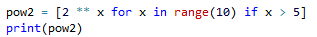 pow2 = [2 ** x for x in range(10) if x > 5]
print(pow2)